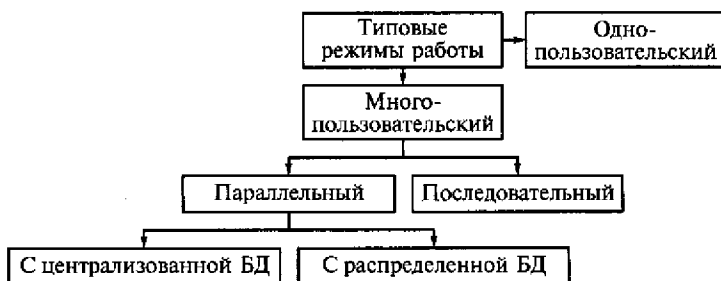 Типовые
режимы работы
Одно-
пользовательский
Много-
пользовательский
Параллельный
Последовательный
С централизованной БД
С распределенной БД